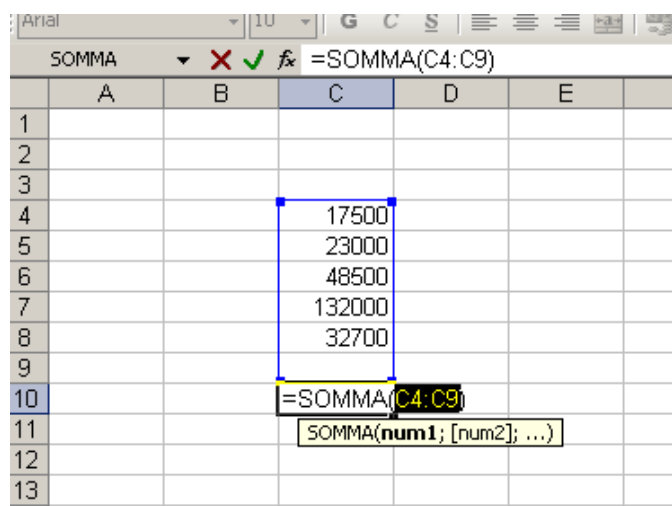 Arial 10 G C S
SOMMA fx =SOMMA(C4:C9)
A B C D E
1
2
3
4 17500
5 23000
6 48500
7 132000
8 32700
9
10 =SOMMA(C4:C9)
11 SOMMA(num1; [num2]; ...)
12
13